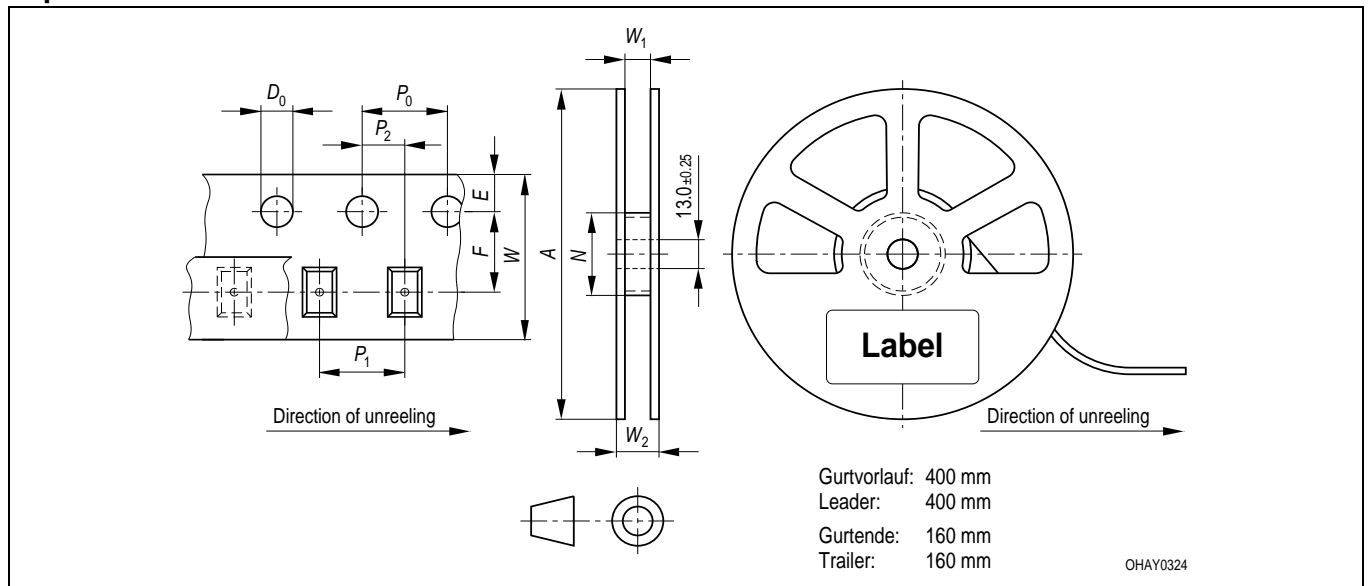 W1
D0
P0
P2
E
F
W
A
N
13.0±0.25
P1
Label
Direction of unreeling
Direction of unreeling
W2
Gurtvorlauf: 400 mm
Leader: 400 mm
Gurtende: 160 mm
Trailer: 160 mm
OHAY0324